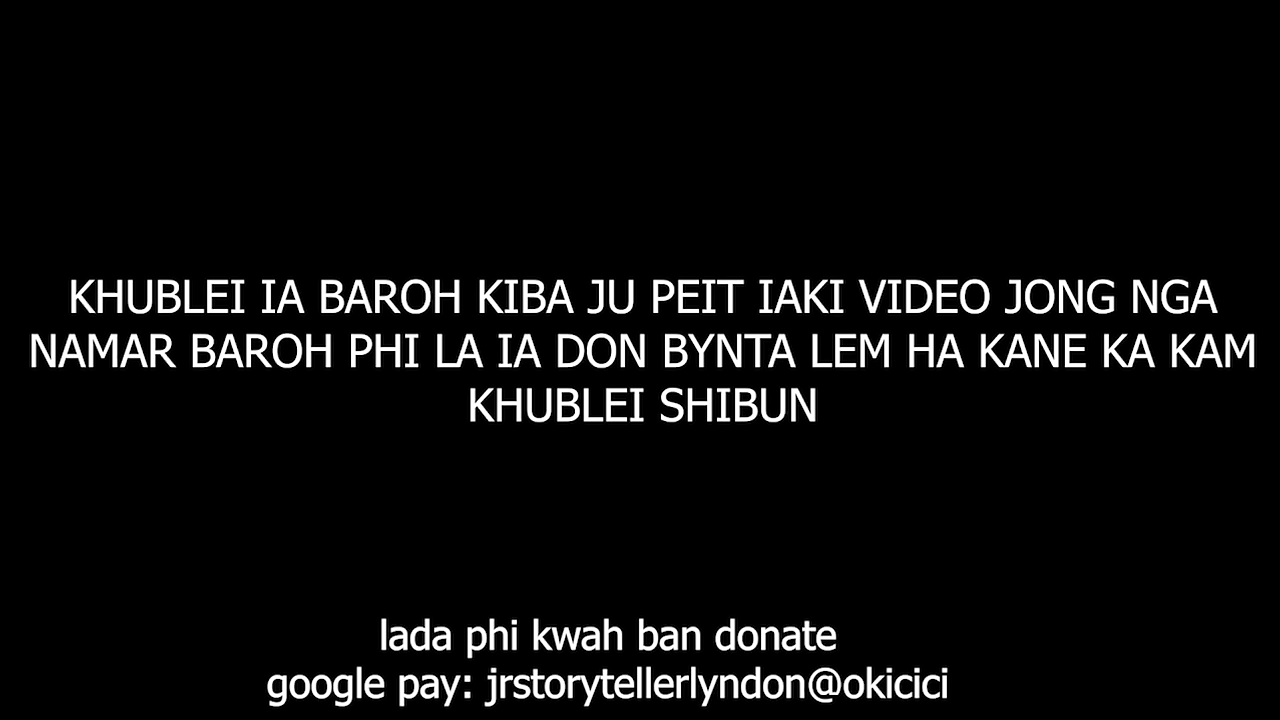 KHUBLEI IA BAROH KIBA JU PEIT IAKI VIDEO JONG NGA
NAMAR BAROH PHI LA IA DON BYNTA LEM HA KANE KA KAM
KHUBLEI SHIBUN
lada phi kwah ban donate
google pay: jrstorytellerlyndon@okicici